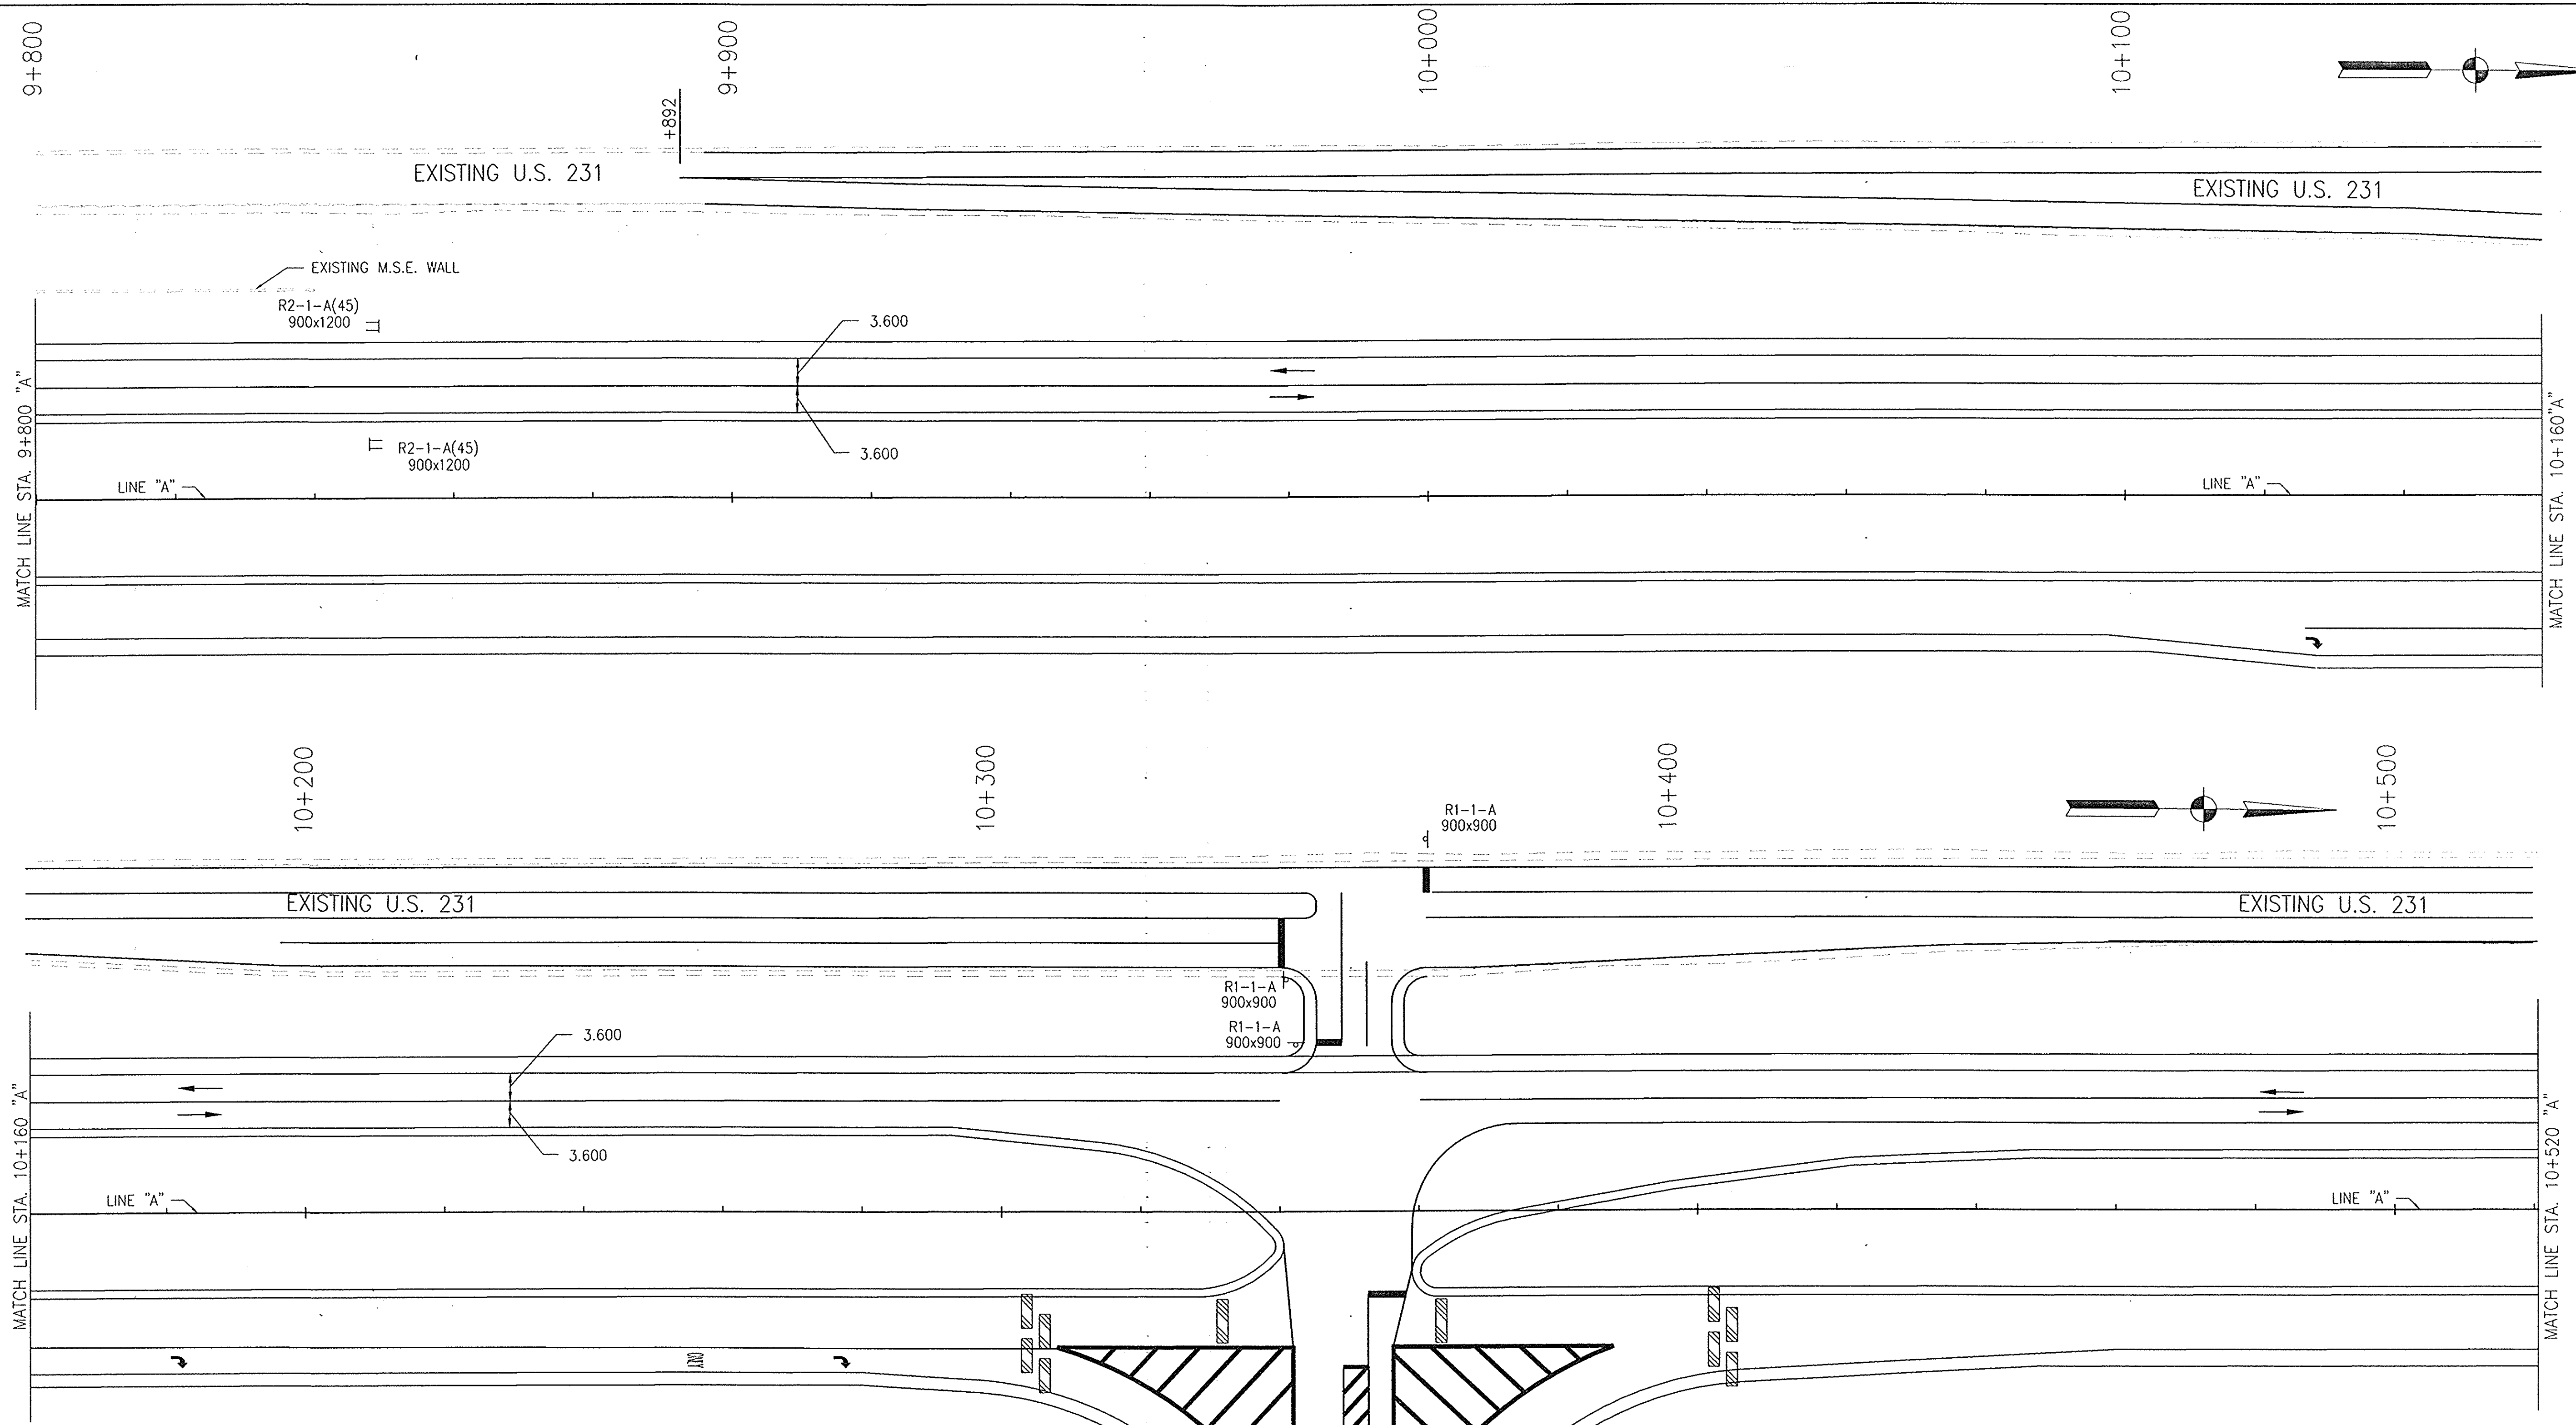 9+800
9+900
10+000
10+100
+892
EXISTING U.S. 231
EXISTING U.S. 231
EXISTING M.S.E. WALL
R2-1-A(45)
900x1200
3.600
3.600
R2-1-A(45)
900x1200
MATCH LINE STA. 9+800 "A"
MATCH LINE STA. 10+160"A"
LINE "A"
LINE "A"
10+200
10+300
10+400
10+500
R1-1-A
900x900
EXISTING U.S. 231
EXISTING U.S. 231
R1-1-A
900x900
R1-1-A
900x900
3.600
3.600
MATCH LINE STA. 10+160 "A"
MATCH LINE STA. 10+520 "A"
LINE "A"
LINE "A"
ONLY